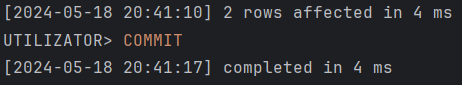 [2024-05-18 20:41:10] 2 rows affected in 4 ms
UTILIZATOR> COMMIT
[2024-05-18 20:41:17] completed in 4 ms